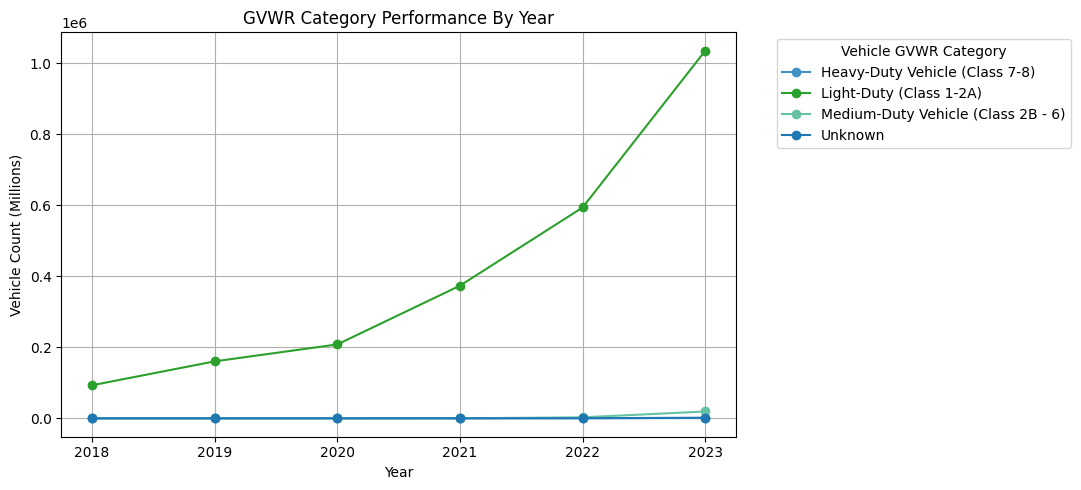 GVWR Category Performance By Year
1e6
1.0
0.8
0.6
0.4
0.2
0.0
Vehicle Count (Millions)
2018 2019 2020 2021 2022 2023
Year
Vehicle GVWR Category
Heavy-Duty Vehicle (Class 7-8)
Light-Duty (Class 1-2A)
Medium-Duty Vehicle (Class 2B - 6)
Unknown